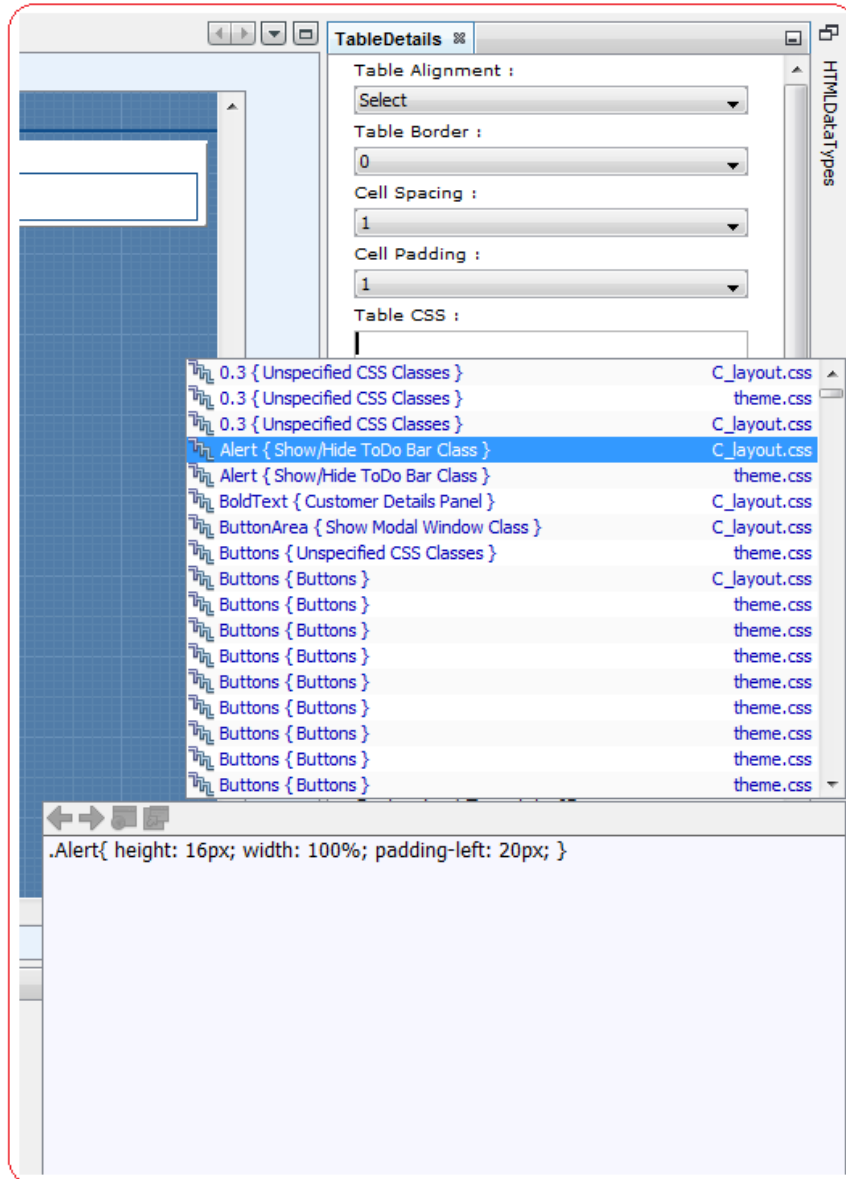 TableDetails
HTMLDataTypes
Table Alignment :
Select
Table Border :
0
Cell Spacing :
1
Cell Padding :
1
Table CSS :
0.3 { Unspecified CSS Classes } C_layout.css
0.3 { Unspecified CSS Classes } theme.css
0.3 { Unspecified CSS Classes } C_layout.css
Alert { Show/Hide ToDo Bar Class } C_layout.css
Alert { Show/Hide ToDo Bar Class } theme.css
BoldText { Customer Details Panel } C_layout.css
ButtonArea { Show Modal Window Class } C_layout.css
Buttons { Unspecified CSS Classes } theme.css
Buttons { Buttons } C_layout.css
Buttons { Buttons } theme.css
Buttons { Buttons } theme.css
Buttons { Buttons } theme.css
Buttons { Buttons } theme.css
Buttons { Buttons } theme.css
Buttons { Buttons } theme.css
Buttons { Buttons } theme.css
Buttons { Buttons } theme.css
.Alert{ height: 16px; width: 100%; padding-left: 20px; }